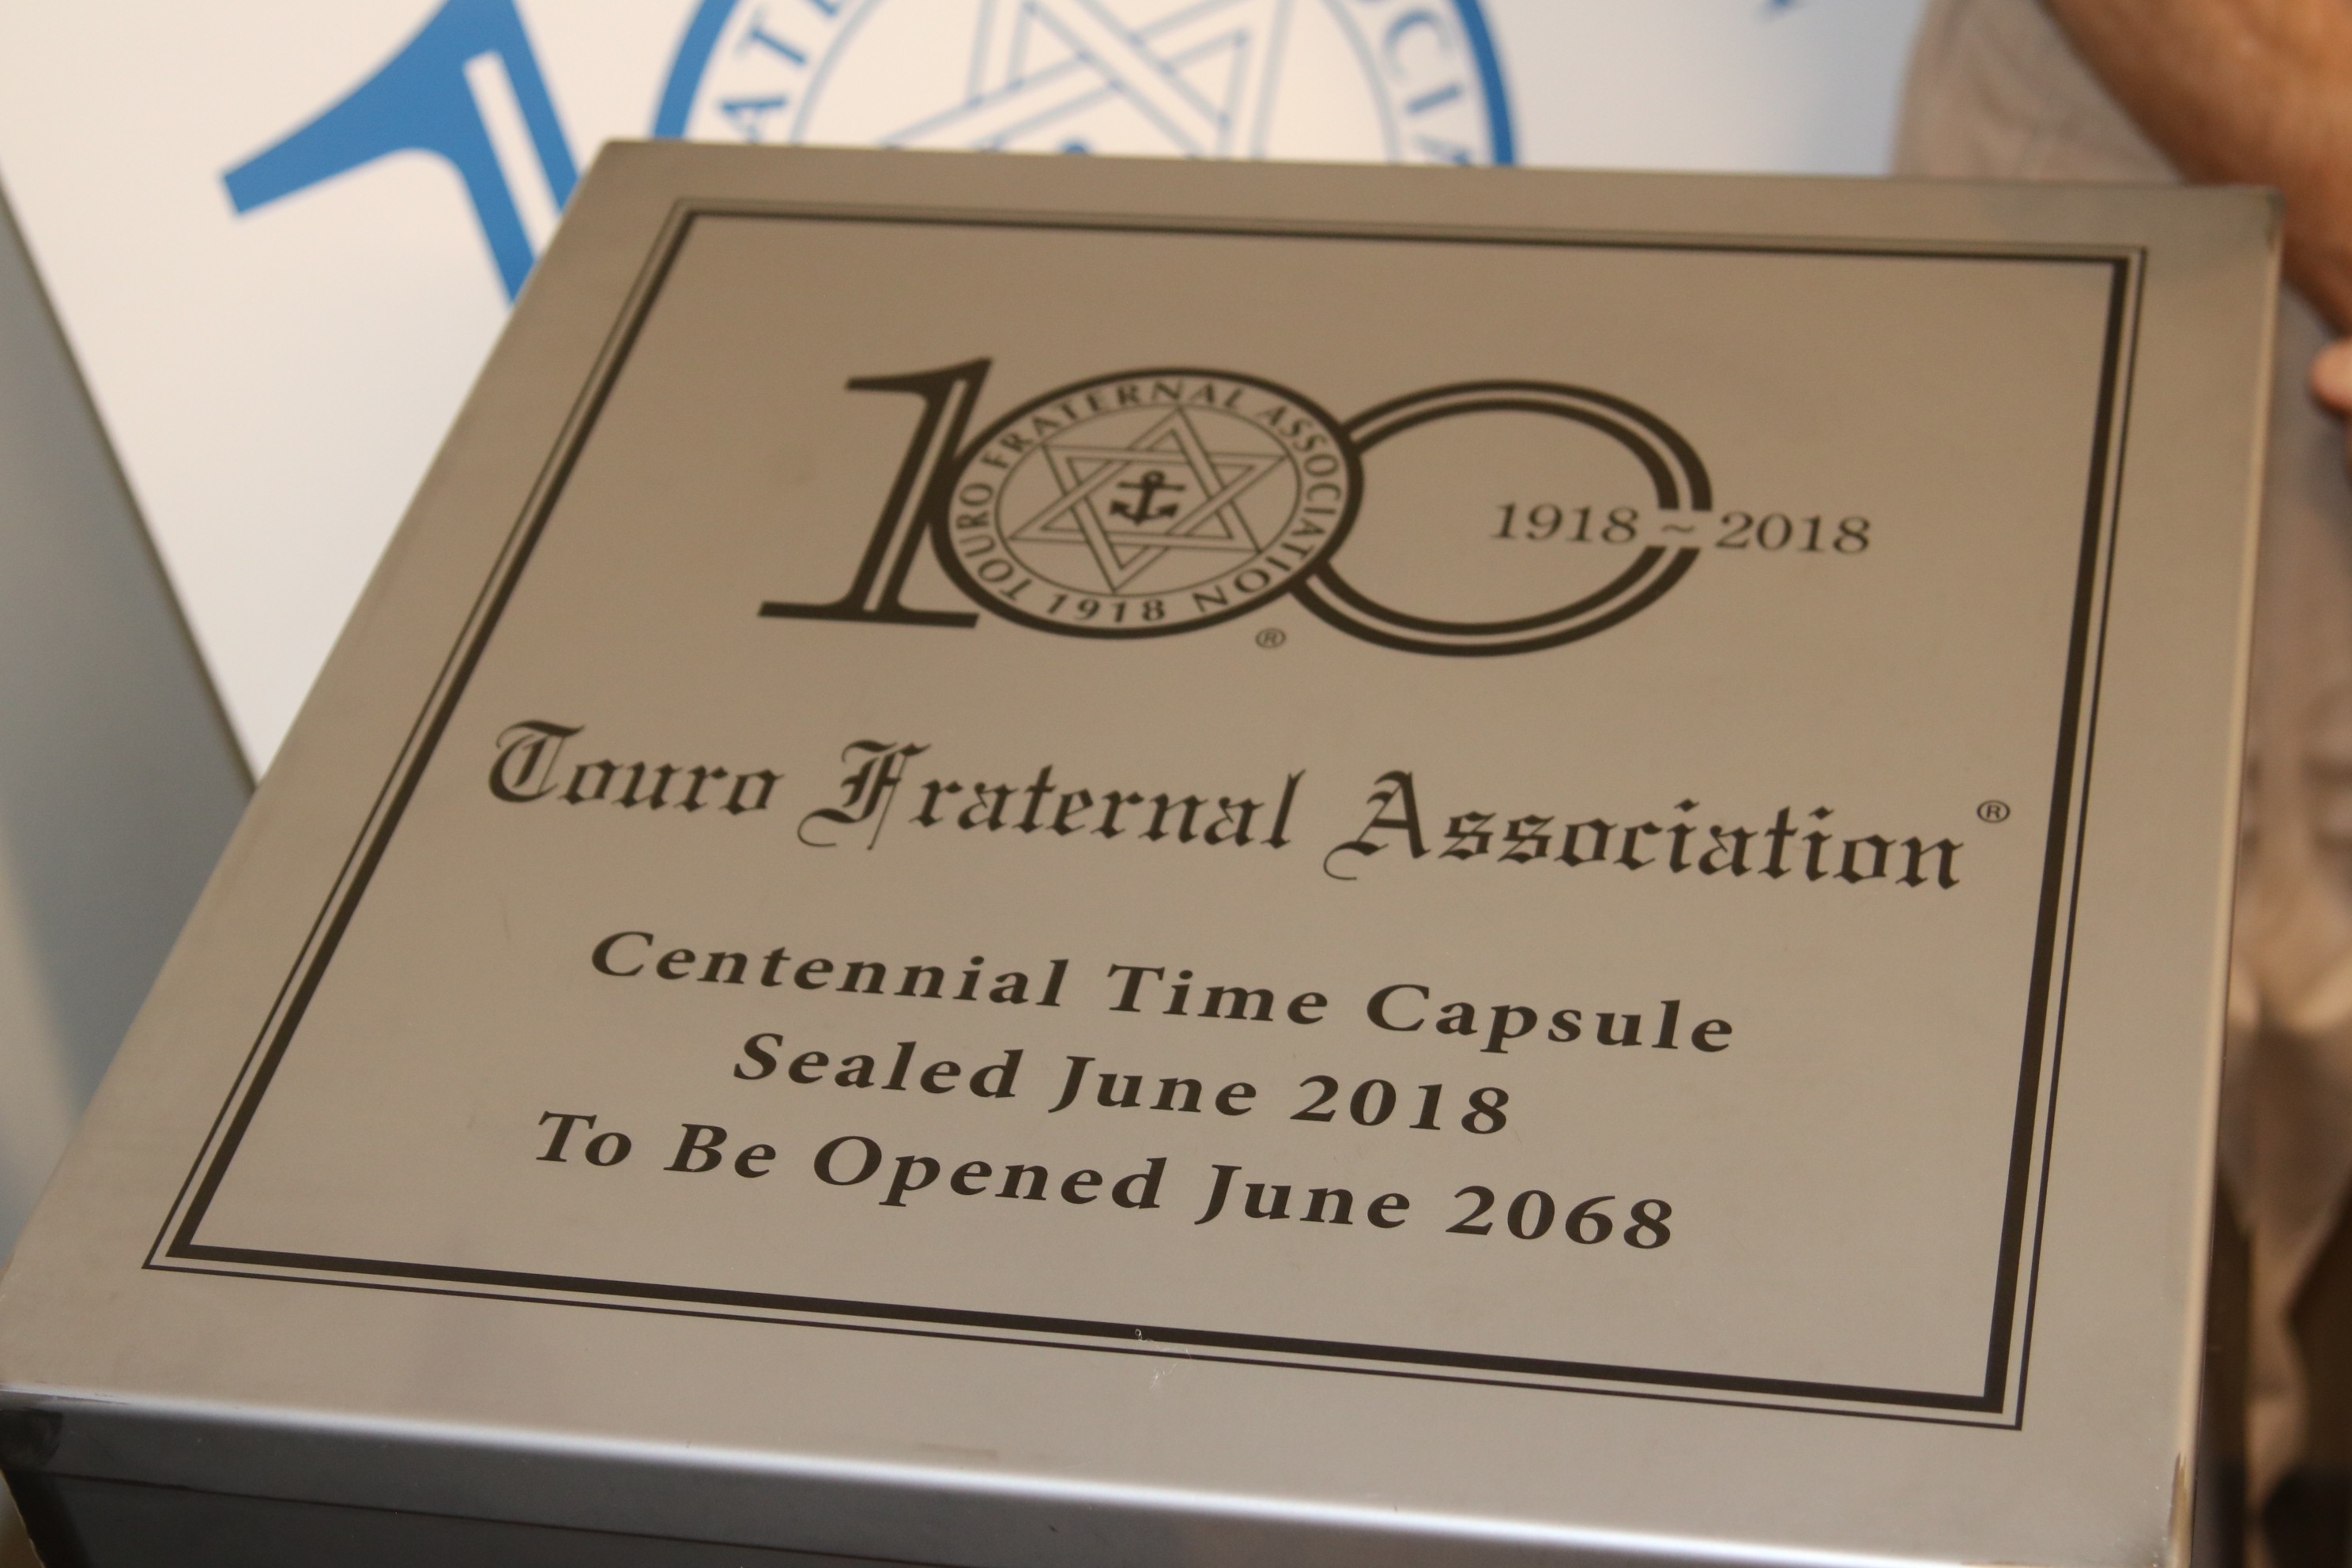 100
TOURO FRATERNAL ASSOCIATION
1918
®
1918 ~ 2018
Touro Fraternal Association®
Centennial Time Capsule
Sealed June 2018
To Be Opened June 2068